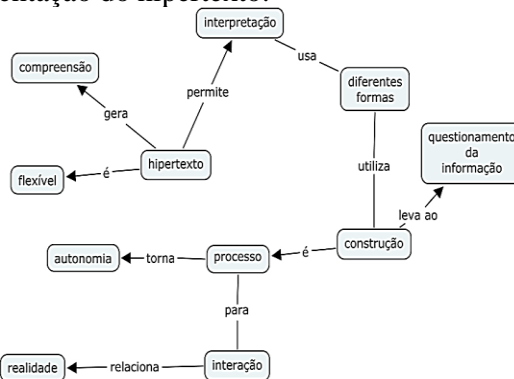 interpretação
usa
compreensão
diferentes
formas
permite
gera
questionamento
da
informação
hipertexto
é
flexível
utiliza
leva ao
construção
é
processo
torna
autonomia
para
interação
relaciona
realidade